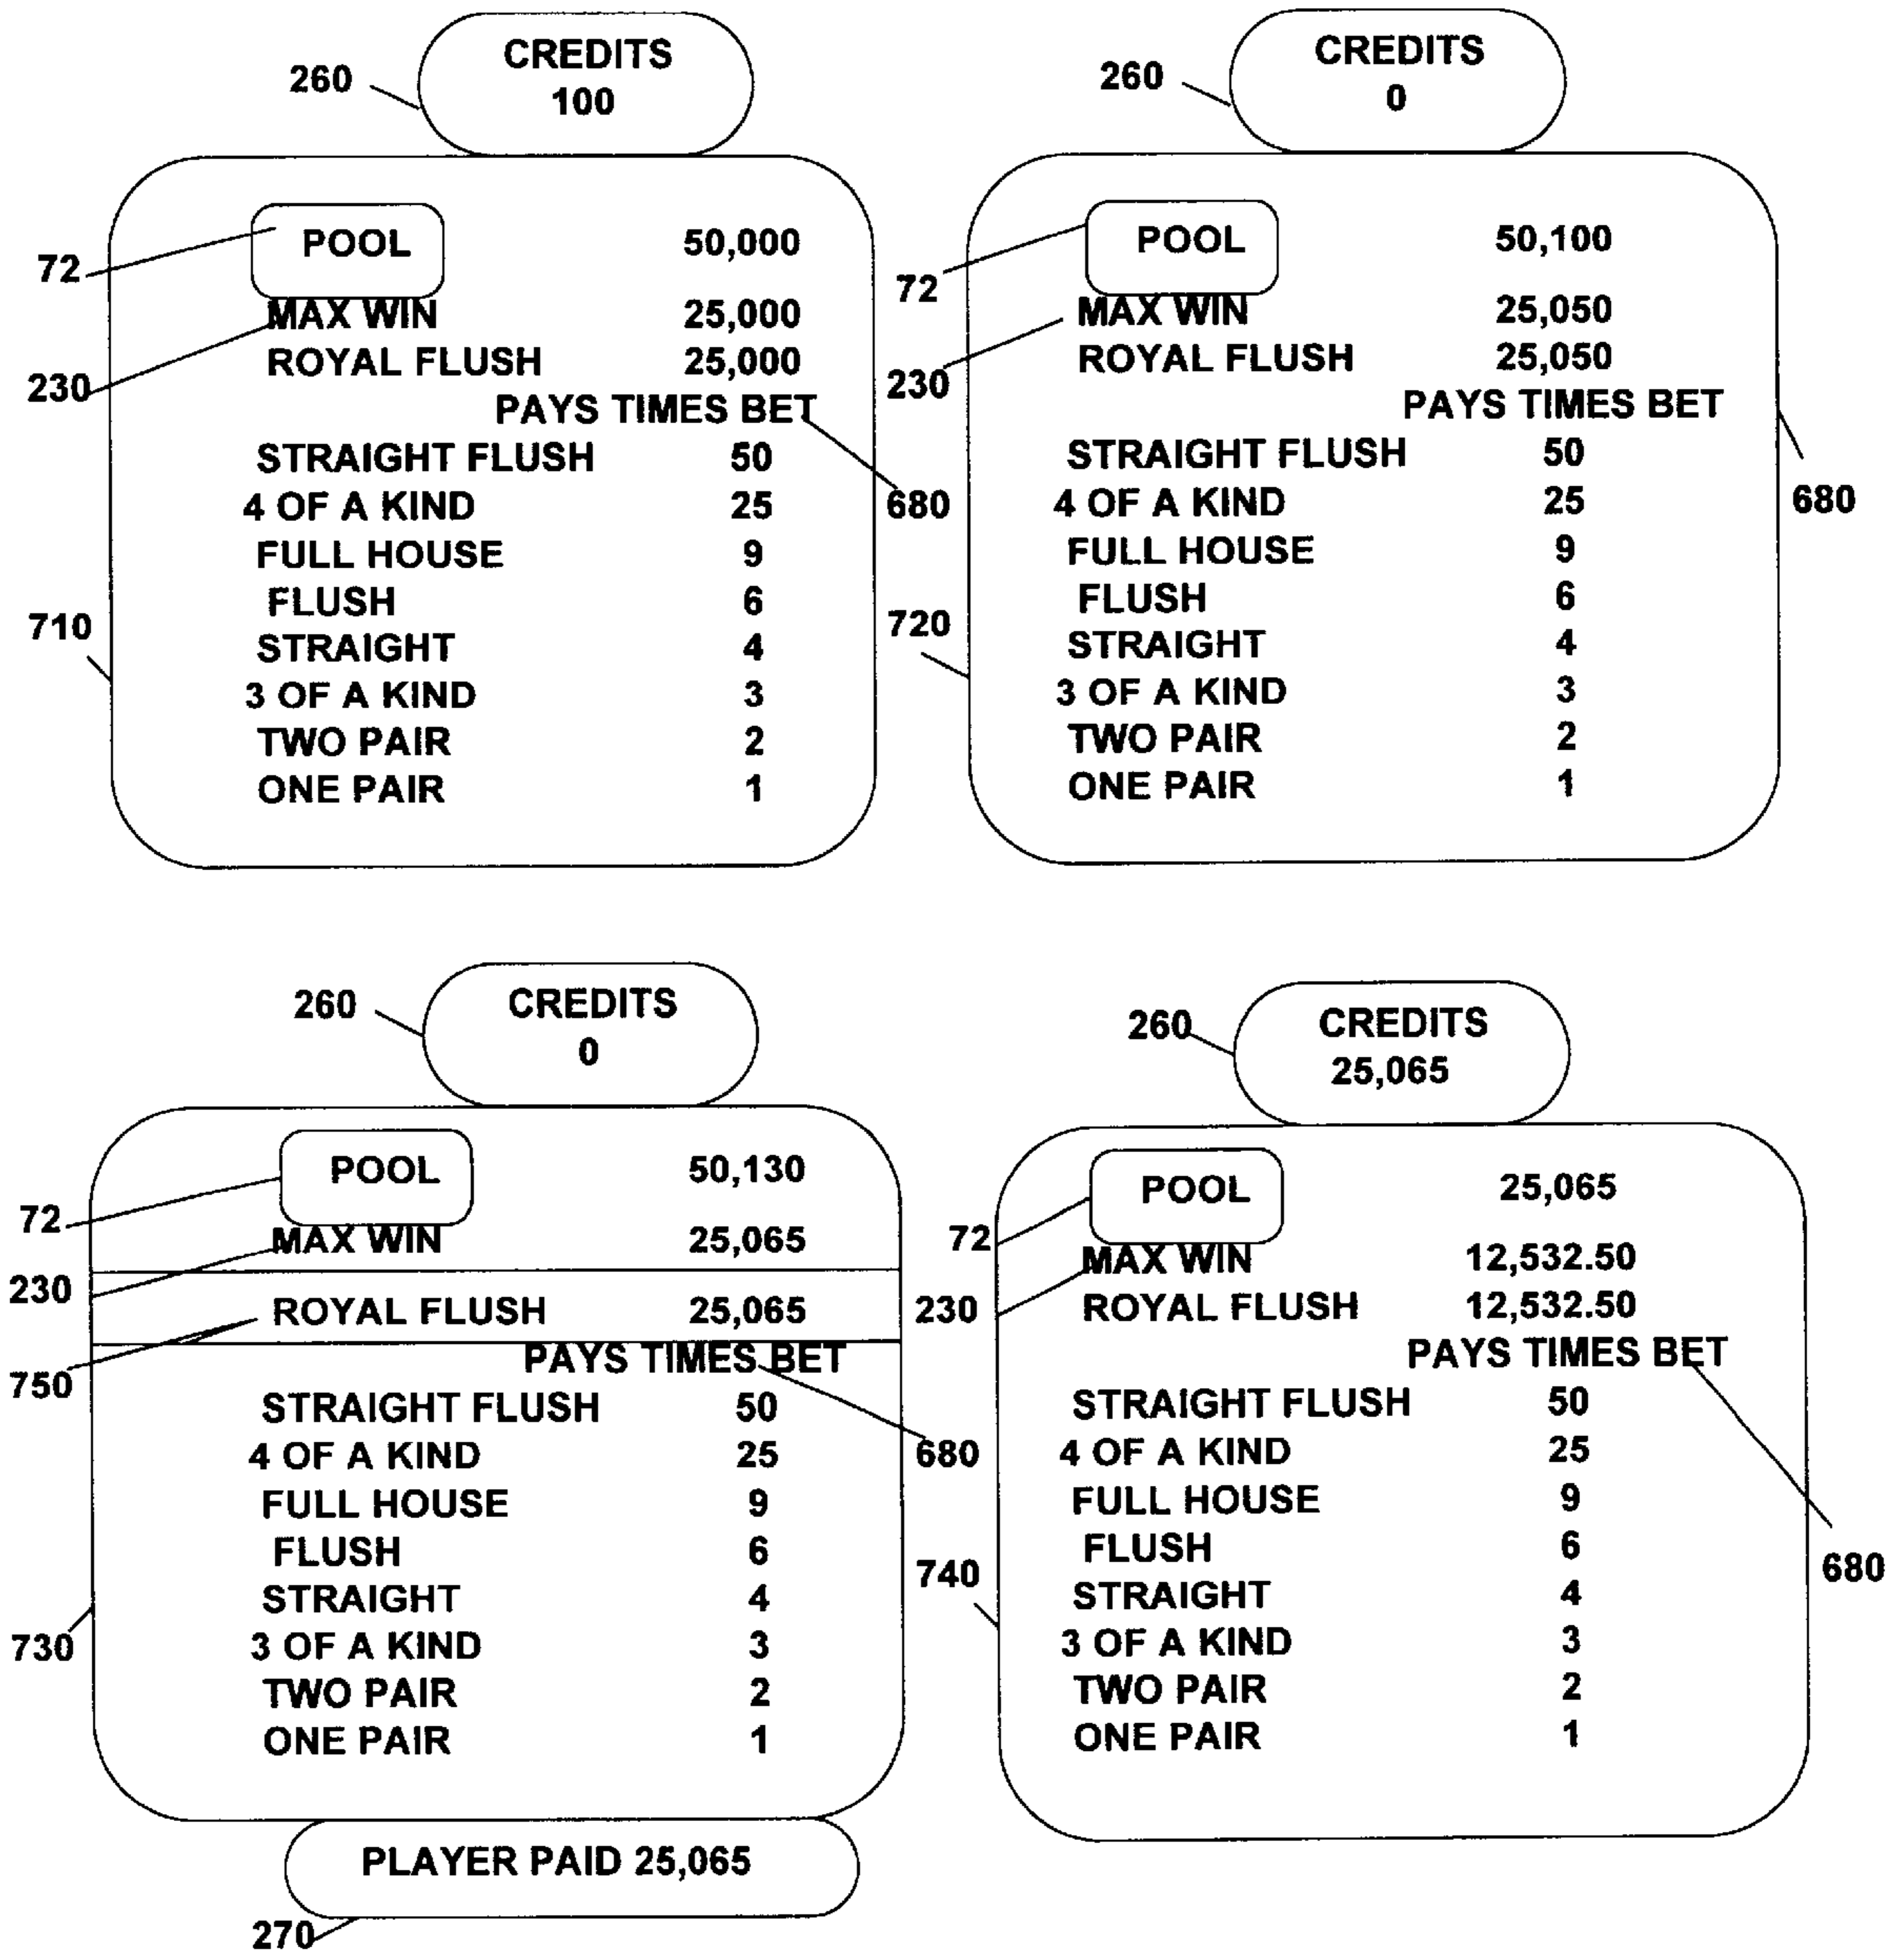 CREDITS
260
100
POOL 50,000
72
MAX WIN 25,000
ROYAL FLUSH 25,000
230
PAYS TIMES BET
STRAIGHT FLUSH 50
4 OF A KIND 25
680
FULL HOUSE 9
FLUSH 6
710
STRAIGHT 4
3 OF A KIND 3
TWO PAIR 2
ONE PAIR 1
CREDITS
260
0
POOL 50,100
72
MAX WIN 25,050
ROYAL FLUSH 25,050
230
PAYS TIMES BET
STRAIGHT FLUSH 50
4 OF A KIND 25
680
FULL HOUSE 9
FLUSH 6
720
STRAIGHT 4
3 OF A KIND 3
TWO PAIR 2
ONE PAIR 1
CREDITS
260
0
POOL 50,130
72
MAX WIN 25,065
230
ROYAL FLUSH 25,065
PAYS TIMES BET
750
STRAIGHT FLUSH 50
4 OF A KIND 25
680
FULL HOUSE 9
FLUSH 6
STRAIGHT 4
730
3 OF A KIND 3
TWO PAIR 2
ONE PAIR 1
PLAYER PAID 25,065
270
CREDITS
260
25,065
POOL 25,065
72
MAX WIN 12,532.50
230
ROYAL FLUSH 12,532.50
PAYS TIMES BET
STRAIGHT FLUSH 50
4 OF A KIND 25
FULL HOUSE 9
FLUSH 6
680
740
STRAIGHT 4
3 OF A KIND 3
TWO PAIR 2
ONE PAIR 1